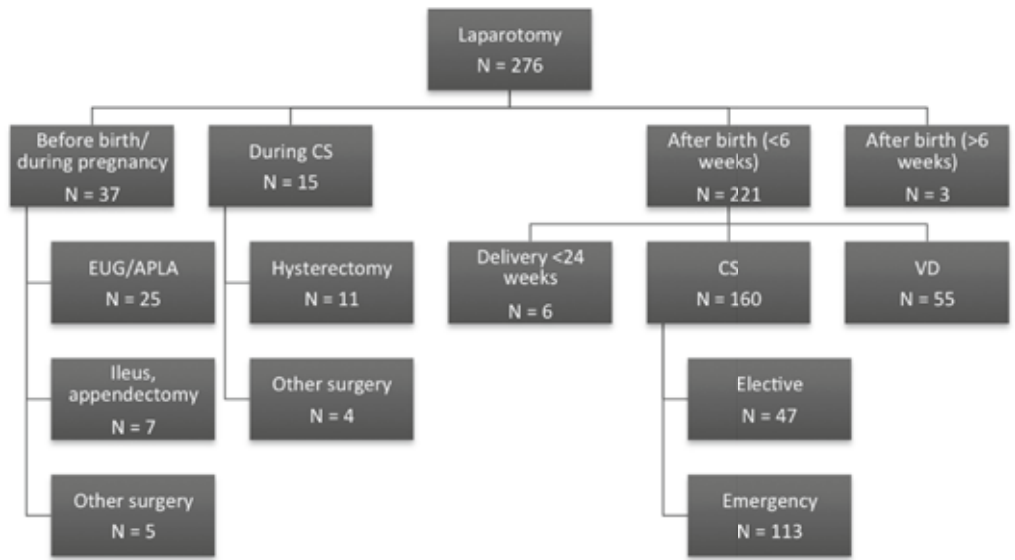 Laparotomy
N = 276
Before birth/
during pregnancy
N = 37
During CS
N = 15
After birth (<6
weeks)
N = 221
After birth (>6
weeks)
N = 3
EUG/APLA
N = 25
Hysterectomy
N = 11
Delivery <24
weeks
N = 6
CS
N = 160
VD
N = 55
Ileus,
appendectomy
N = 7
Other surgery
N = 4
Elective
N = 47
Other surgery
N = 5
Emergency
N = 113